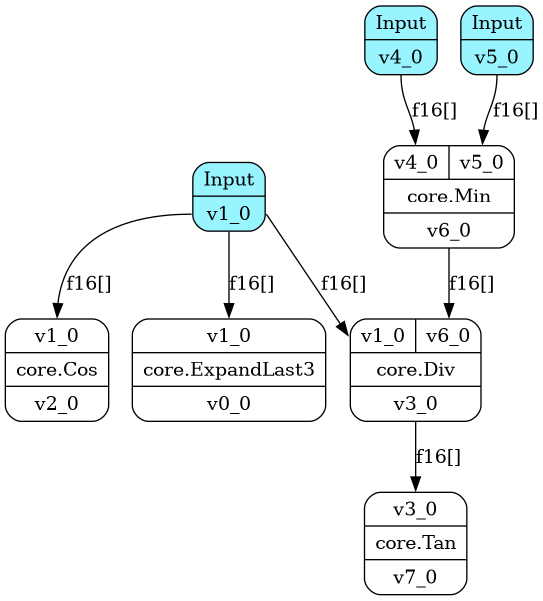 Input
v4_0
Input
v5_0
f16[]
f16[]
v4_0
v5_0
core.Min
v6_0
Input
v1_0
f16[]
f16[]
f16[]
f16[]
v1_0
core.Cos
v2_0
v1_0
core.ExpandLast3
v0_0
v1_0
v6_0
core.Div
v3_0
f16[]
v3_0
core.Tan
v7_0